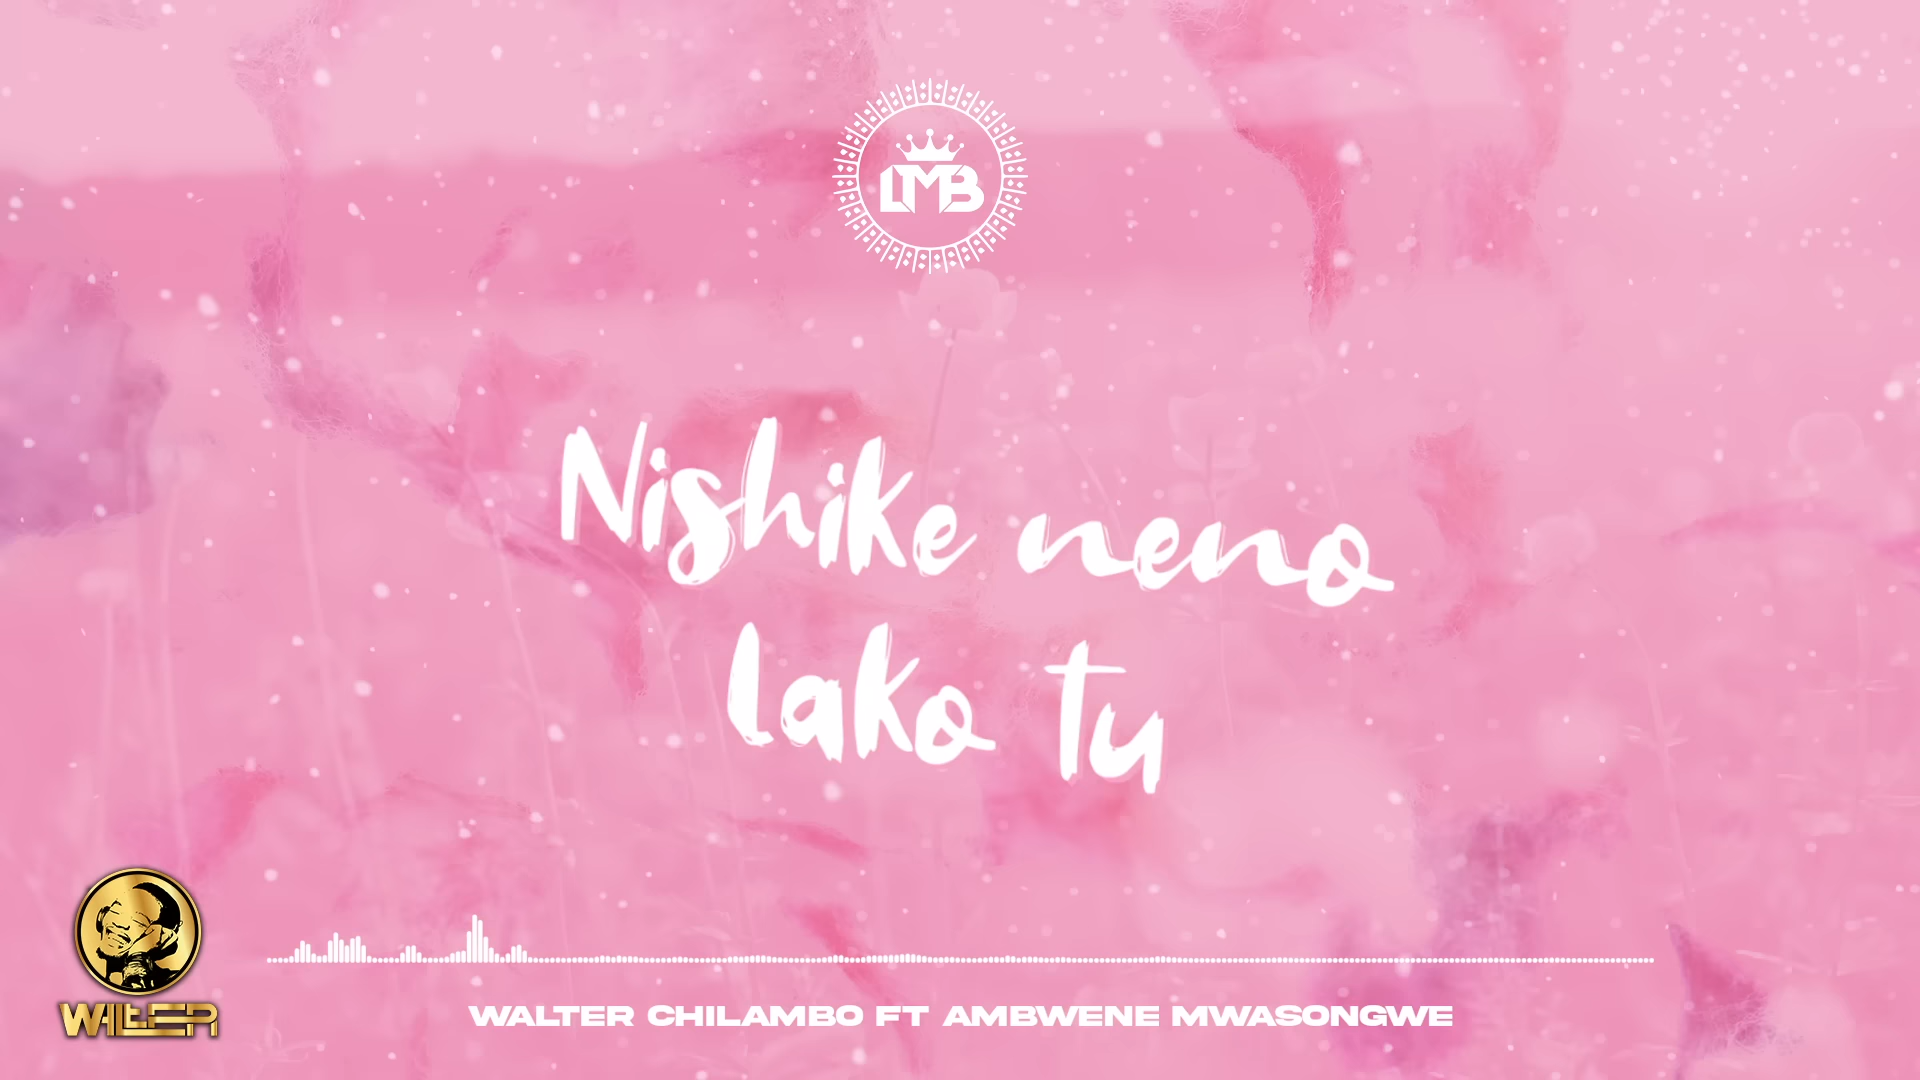 LMB
Nishike neno
lako tu
WALTER
WALTER CHILAMBO FT AMBWENE MWASONGWE